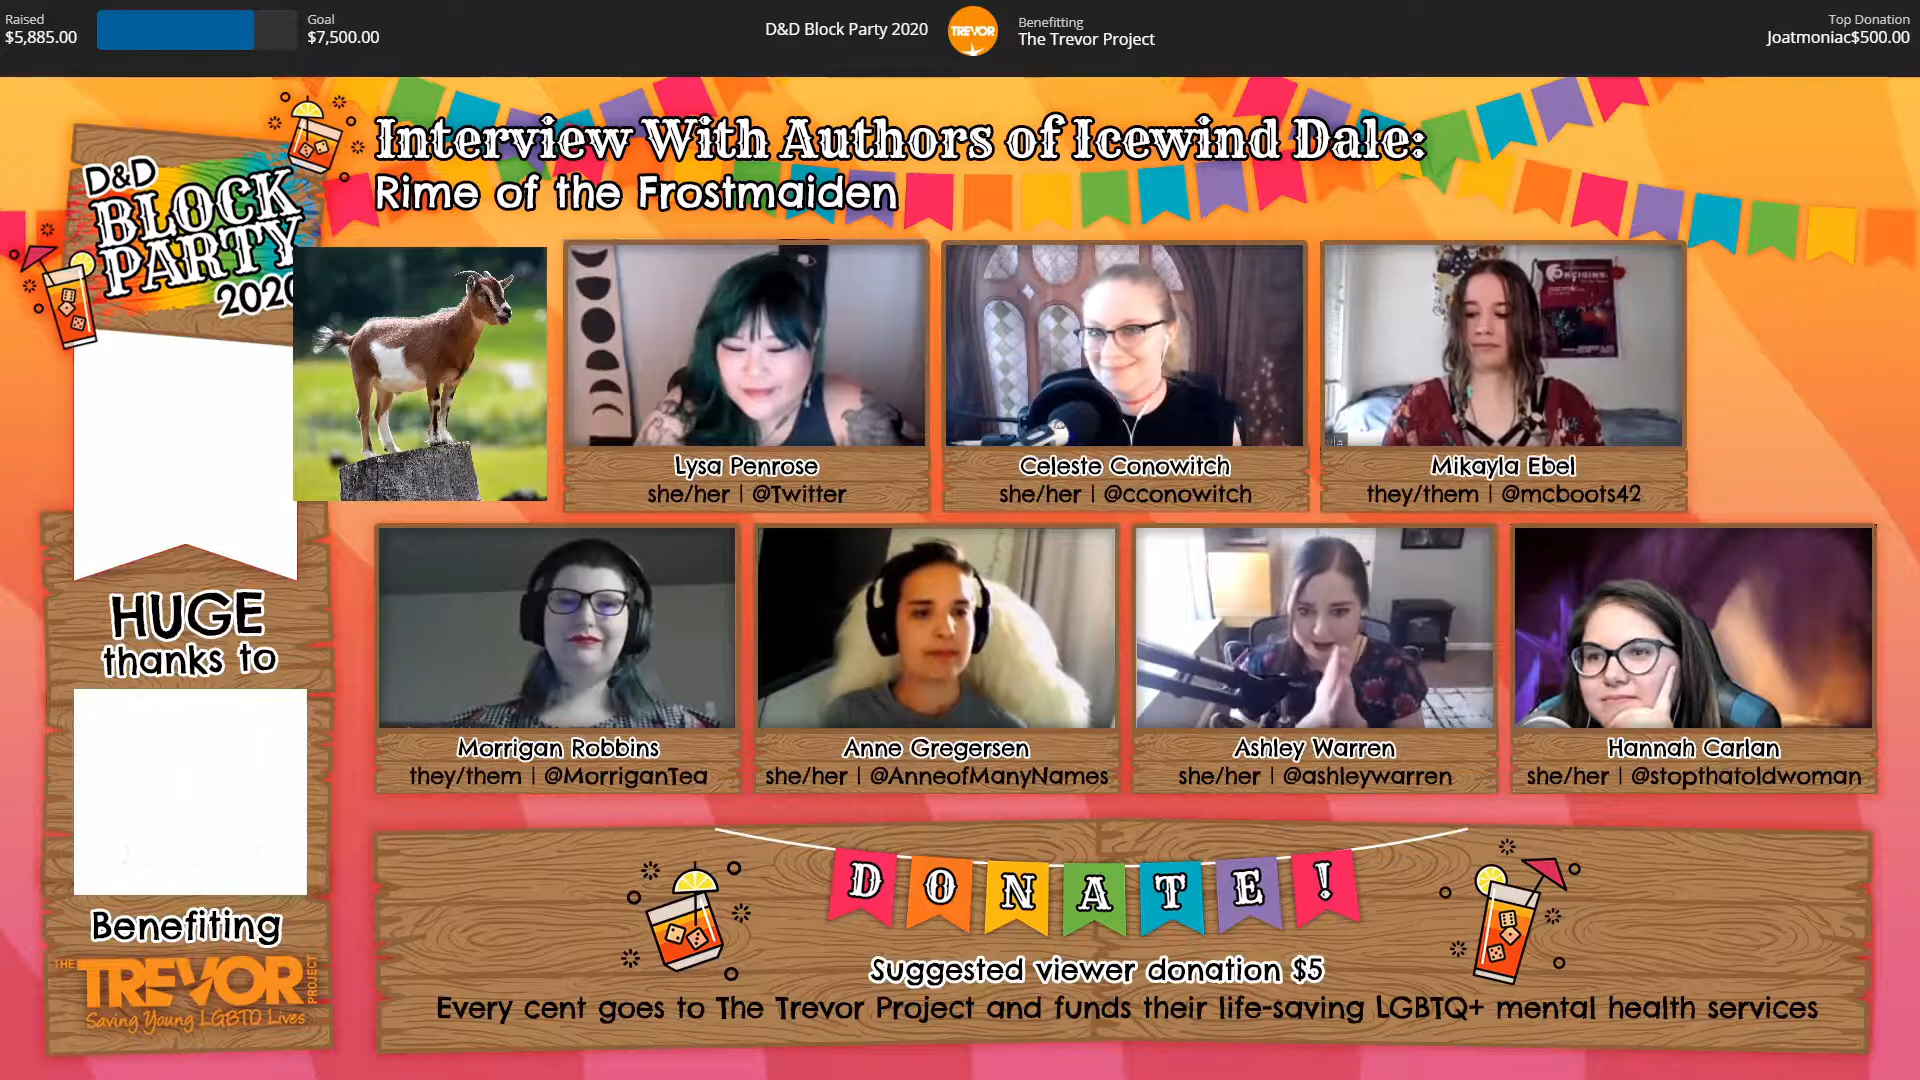 Raised
$5,885.00
Goal
$7,500.00
D&D Block Party 2020
TREVOR
Benefitting
The Trevor Project
Top Donation
Joatmoniac$500.00
Interview With Authors of Icewind Dale:
Rime of the Frostmaiden
D&D
BLOCK
PARTY
2020
Lysa Penrose
she/her | @Twitter
Celeste Conowitch
she/her | @cconowitch
Mikayla Ebel
they/them | @mcboots42
Morrigan Robbins
they/them | @MorriganTea
Anne Gregersen
she/her | @AnneofManyNames
Ashley Warren
she/her | @ashleywarren
Hannah Carlan
she/her | @stopthatoldwoman
HUGE
thanks to
Benefiting
THE
TREVOR
PROJECT
Saving Young LGBTQ Lives
DONATE!
Suggested viewer donation $5
Every cent goes to The Trevor Project and funds their life-saving LGBTQ+ mental health services